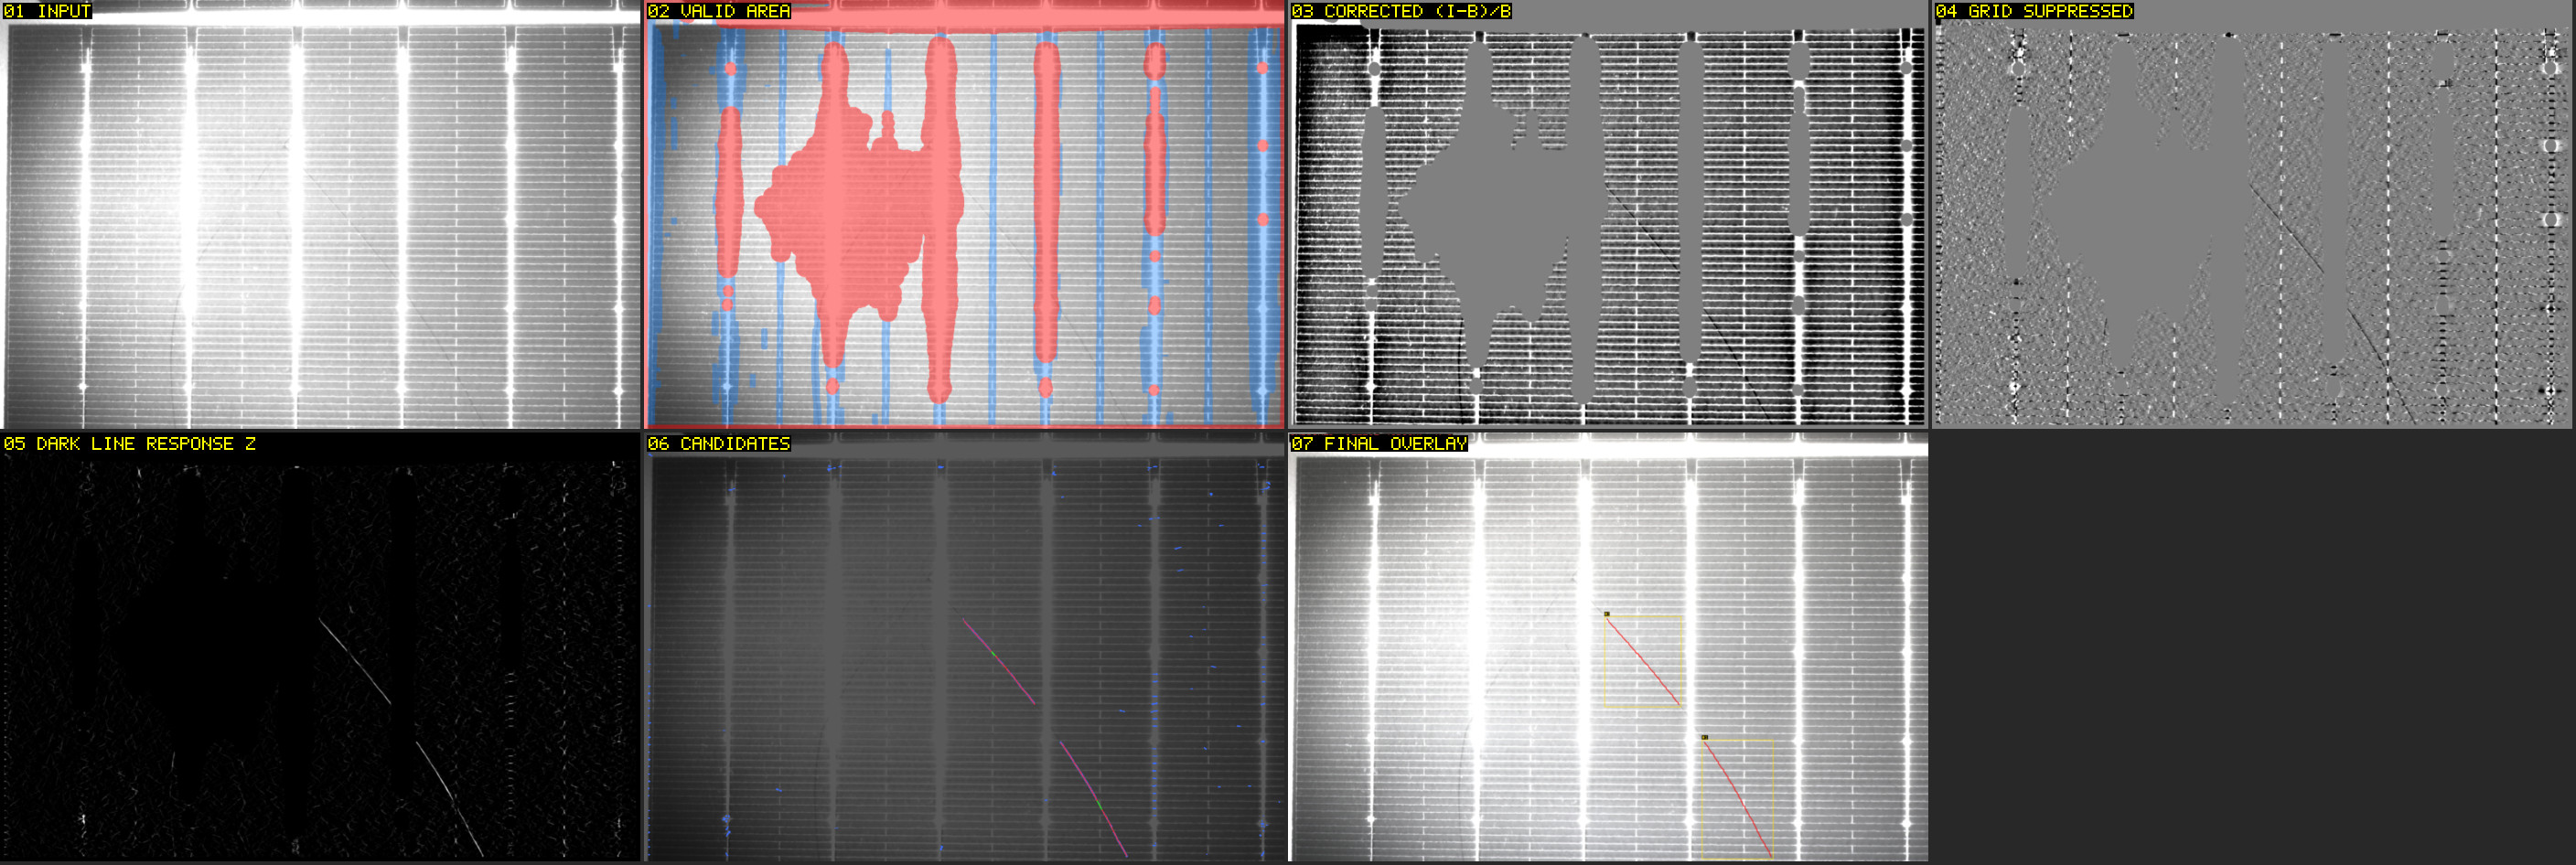 01 INPUT
02 VALID AREA
03 CORRECTED (I-B)/B
04 GRID SUPPRESSED
05 DARK LINE RESPONSE Z
06 CANDIDATES
07 FINAL OVERLAY